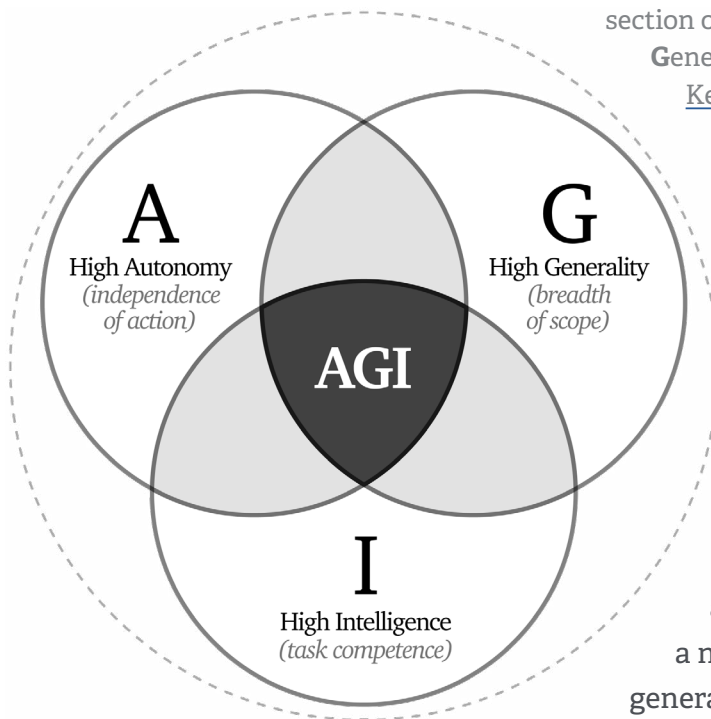 section o
Gene
Ke
A
High Autonomy
(independence
of action)
G
High Generality
(breadth
of scope)
AGI
I
High Intelligence
(task competence)
a n
genera